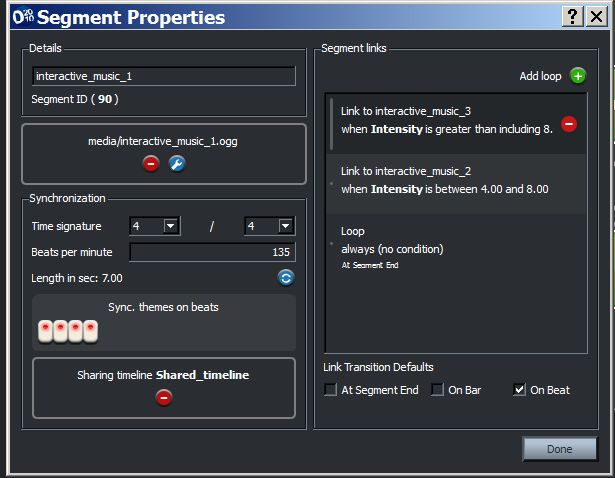 20
10
Segment Properties
?
Details
interactive_music_1
Segment ID ( 90 )
media/interactive_music_1.ogg
Synchronization
Time signature 4 / 4
Beats per minute 135
Length in sec: 7.00
Sync. themes on beats
Sharing timeline Shared_timeline
Segment links
Add loop
Link to interactive_music_3
when Intensity is greater than including 8.
Link to interactive_music_2
when Intensity is between 4.00 and 8.00
Loop
always (no condition)
At Segment End
Link Transition Defaults
At Segment End On Bar On Beat
Done